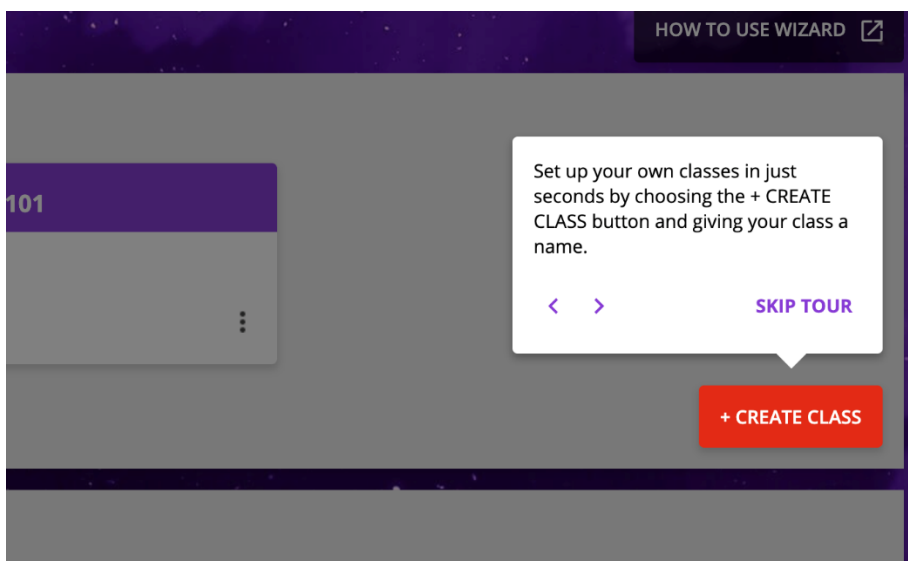 HOW TO USE WIZARD
101
Set up your own classes in just
seconds by choosing the + CREATE
CLASS button and giving your class a
name.
SKIP TOUR
+ CREATE CLASS